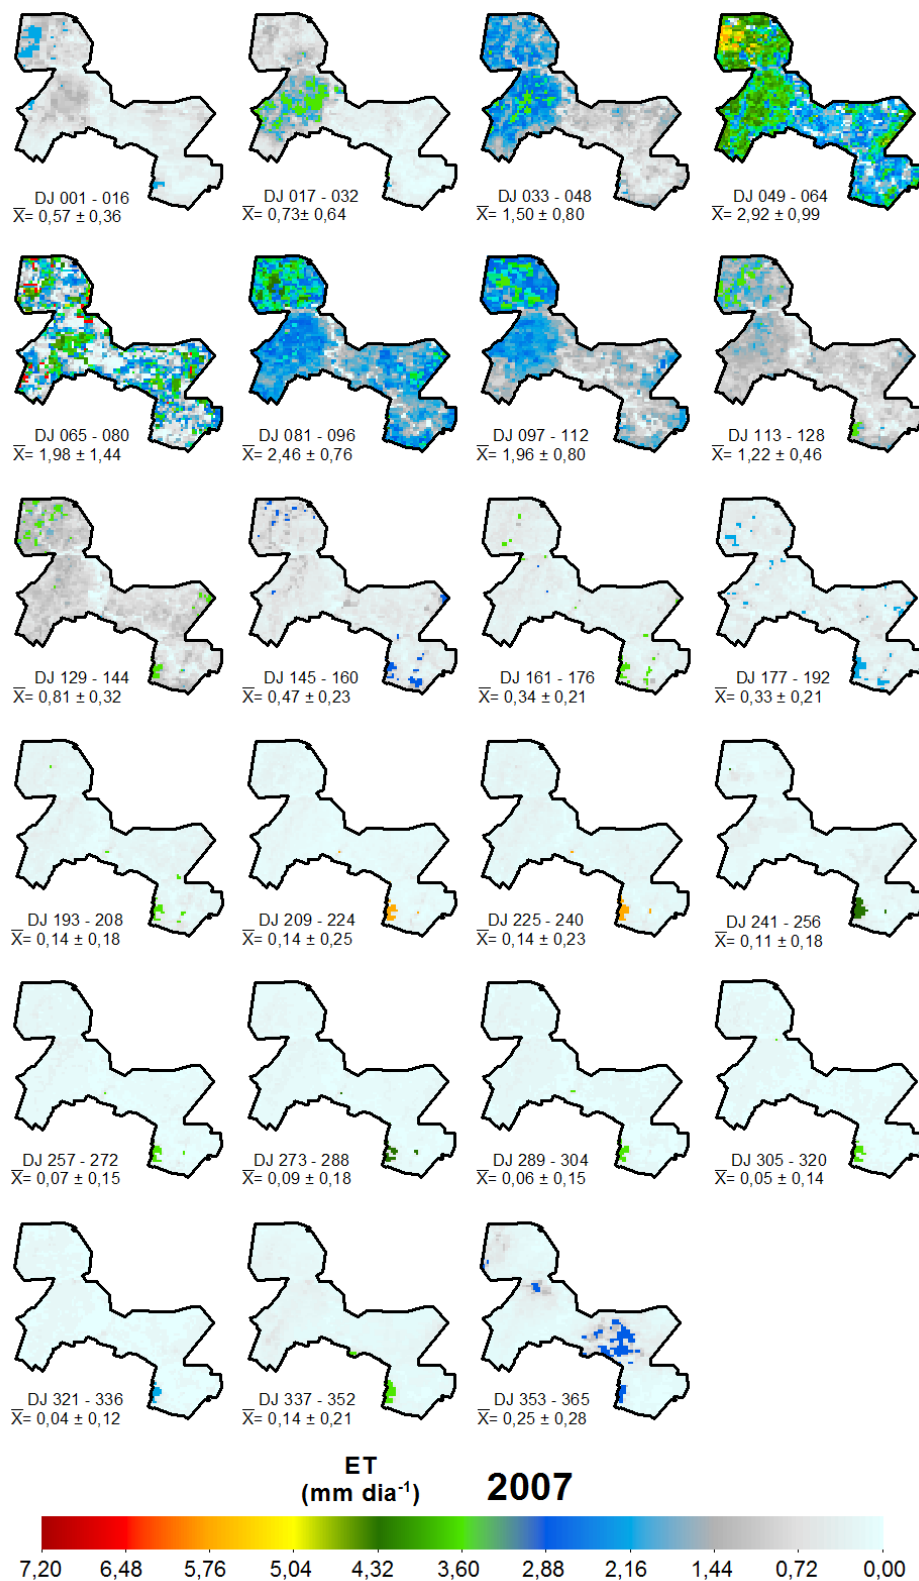 DJ 001 - 016
X̅= 0,57 ± 0,36
DJ 017 - 032
X̅= 0,73± 0,64
DJ 033 - 048
X̅= 1,50 ± 0,80
DJ 049 - 064
X̅= 2,92 ± 0,99
DJ 065 - 080
X̅= 1,98 ± 1,44
DJ 081 - 096
X̅= 2,46 ± 0,76
DJ 097 - 112
X̅= 1,96 ± 0,80
DJ 113 - 128
X̅= 1,22 ± 0,46
DJ 129 - 144
X̅= 0,81 ± 0,32
DJ 145 - 160
X̅= 0,47 ± 0,23
DJ 161 - 176
X̅= 0,34 ± 0,21
DJ 177 - 192
X̅= 0,33 ± 0,21
DJ 193 - 208
X̅= 0,14 ± 0,18
DJ 209 - 224
X̅= 0,14 ± 0,25
DJ 225 - 240
X̅= 0,14 ± 0,23
DJ 241 - 256
X̅= 0,11 ± 0,18
DJ 257 - 272
X̅= 0,07 ± 0,15
DJ 273 - 288
X̅= 0,09 ± 0,18
DJ 289 - 304
X̅= 0,06 ± 0,15
DJ 305 - 320
X̅= 0,05 ± 0,14
DJ 321 - 336
X̅= 0,04 ± 0,12
DJ 337 - 352
X̅= 0,14 ± 0,21
DJ 353 - 365
X̅= 0,25 ± 0,28
ET
(mm dia⁻¹)
2007
7,20 6,48 5,76 5,04 4,32 3,60 2,88 2,16 1,44 0,72 0,00